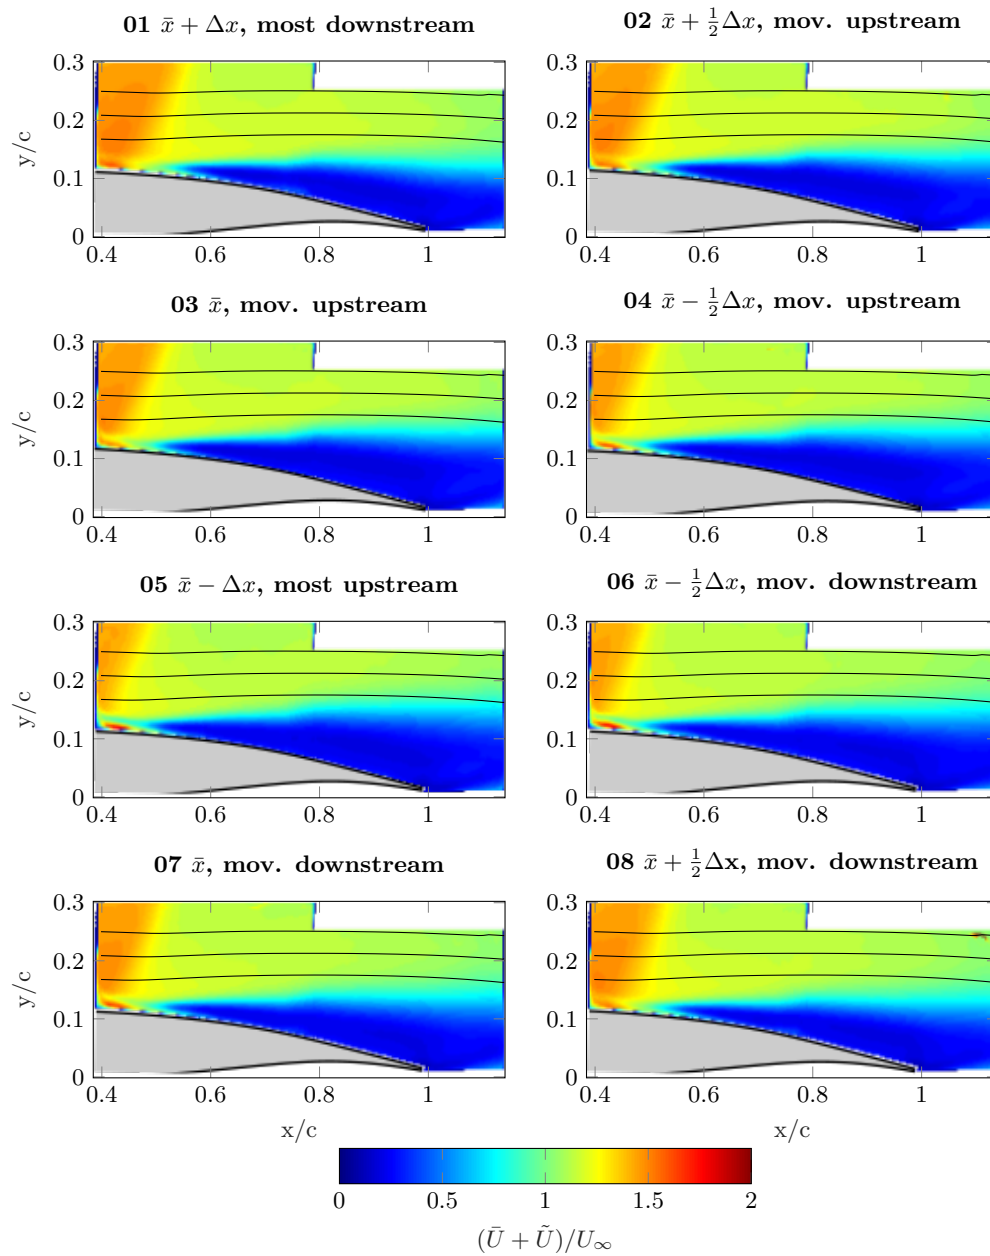 01 x̄ + Δx, most downstream
02 x̄ + ½Δx, mov. upstream
0.3
0.2
0.1
0
y/c
0.4 0.6 0.8 1
0.3
0.2
0.1
0
0.4 0.6 0.8 1
03 x̄, mov. upstream
04 x̄ − ½Δx, mov. upstream
0.3
0.2
0.1
0
y/c
0.4 0.6 0.8 1
0.3
0.2
0.1
0
0.4 0.6 0.8 1
05 x̄ − Δx, most upstream
06 x̄ − ½Δx, mov. downstream
0.3
0.2
0.1
0
y/c
0.4 0.6 0.8 1
0.3
0.2
0.1
0
0.4 0.6 0.8 1
07 x̄, mov. downstream
08 x̄ + ½Δx, mov. downstream
0.3
0.2
0.1
0
y/c
0.4 0.6 0.8 1
x/c
0.3
0.2
0.1
0
0.4 0.6 0.8 1
x/c
0 0.5 1 1.5 2
(Ū + Ũ)/U∞